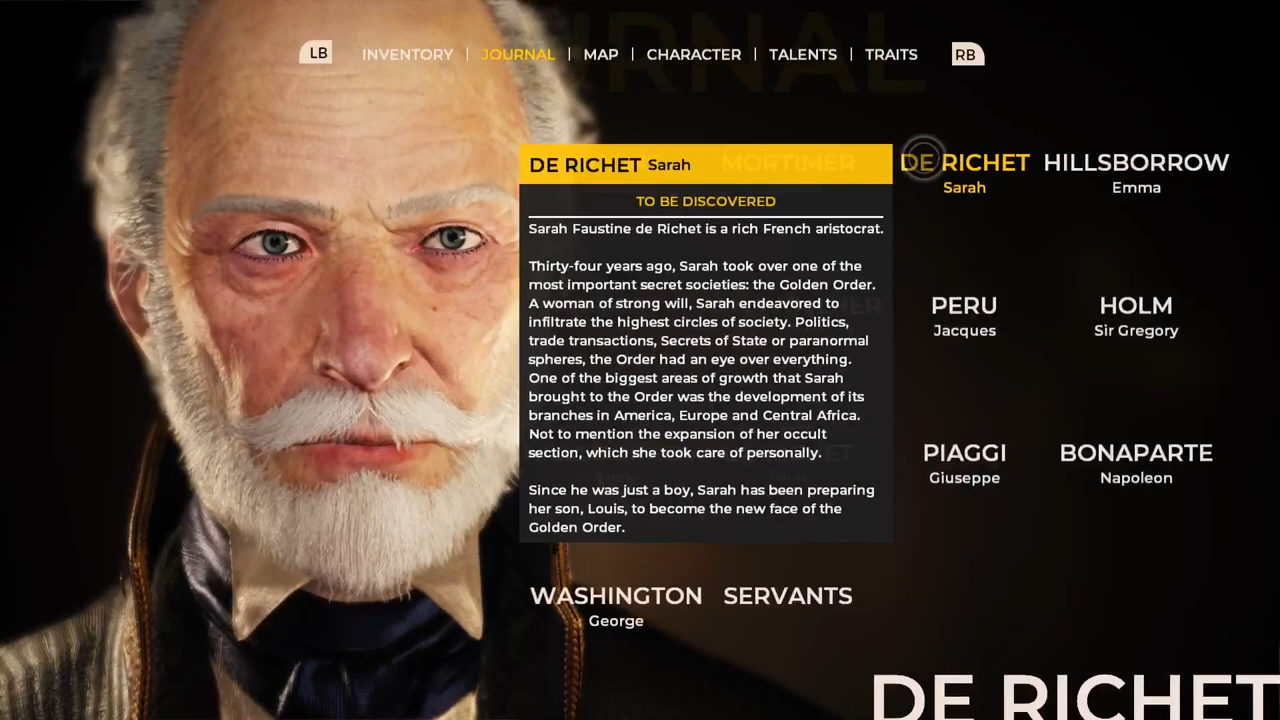 JOURNAL
LB INVENTORY | JOURNAL | MAP | CHARACTER | TALENTS | TRAITS RB
DE RICHET Sarah
MORTIMER
TO BE DISCOVERED
Sarah Faustine de Richet is a rich French aristocrat.
Thirty-four years ago, Sarah took over one of the
most important secret societies: the Golden Order.
A woman of strong will, Sarah endeavored to
infiltrate the highest circles of society. Politics,
trade transactions, Secrets of State or paranormal
spheres, the Order had an eye over everything.
One of the biggest areas of growth that Sarah
brought to the Order was the development of its
branches in America, Europe and Central Africa.
Not to mention the expansion of her occult
section, which she took care of personally.
Since he was just a boy, Sarah has been preparing
her son, Louis, to become the new face of the
Golden Order.
DE RICHET
Sarah
HILLSBORROW
Emma
PERU
Jacques
HOLM
Sir Gregory
PIAGGI
Giuseppe
BONAPARTE
Napoleon
WASHINGTON
George
SERVANTS
DE RICHET